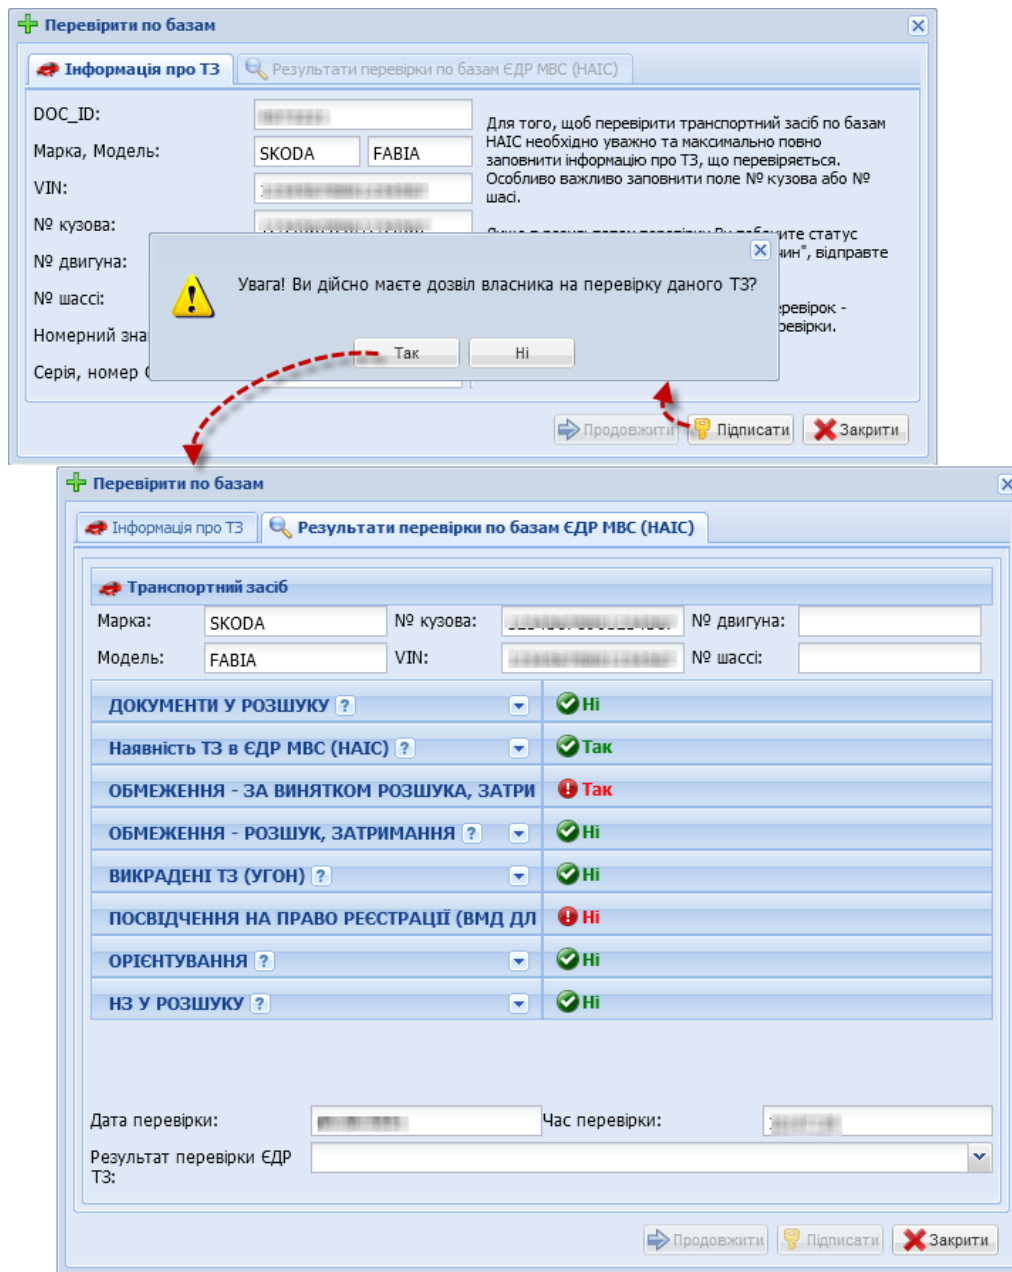 Перевірити по базам
Інформація про ТЗ
Результати перевірки по базам ЄДР МВС (НАІС)
DOC_ID:
Марка, Модель:
SKODA
FABIA
VIN:
№ кузова:
№ двигуна:
№ шассі:
Номерний зна
Серія, номер
Для того, щоб перевірити транспортний засіб по базам
НАІС необхідно уважно та максимально повно
заповнити інформацію про ТЗ, що перевіряється.
Особливо важливо заповнити поле № кузова або №
шасі.
ите статус
чин", відправте
ревірок -
ревірки.
Увага! Ви дійсно маєте дозвіл власника на перевірку даного ТЗ?
Так
Ні
Продовжити
Підписати
Закрити
Перевірити по базам
Інформація про ТЗ
Результати перевірки по базам ЄДР МВС (НАІС)
Транспортний засіб
Марка:
SKODA
№ кузова:
№ двигуна:
Модель:
FABIA
VIN:
№ шассі:
ДОКУМЕНТИ У РОЗШУКУ ?
Ні
Наявність ТЗ в ЄДР МВС (НАІС) ?
Так
ОБМЕЖЕННЯ - ЗА ВИНЯТКОМ РОЗШУКА, ЗАТРИ
Так
ОБМЕЖЕННЯ - РОЗШУК, ЗАТРИМАННЯ ?
Ні
ВИКРАДЕНІ ТЗ (УГОН) ?
Ні
ПОСВІДЧЕННЯ НА ПРАВО РЕЄСТРАЦІЇ (ВМД ДЛ
Ні
ОРІЄНТУВАННЯ ?
Ні
НЗ У РОЗШУКУ ?
Ні
Дата перевірки:
Час перевірки:
Результат перевірки ЄДР
ТЗ:
Продовжити
Підписати
Закрити